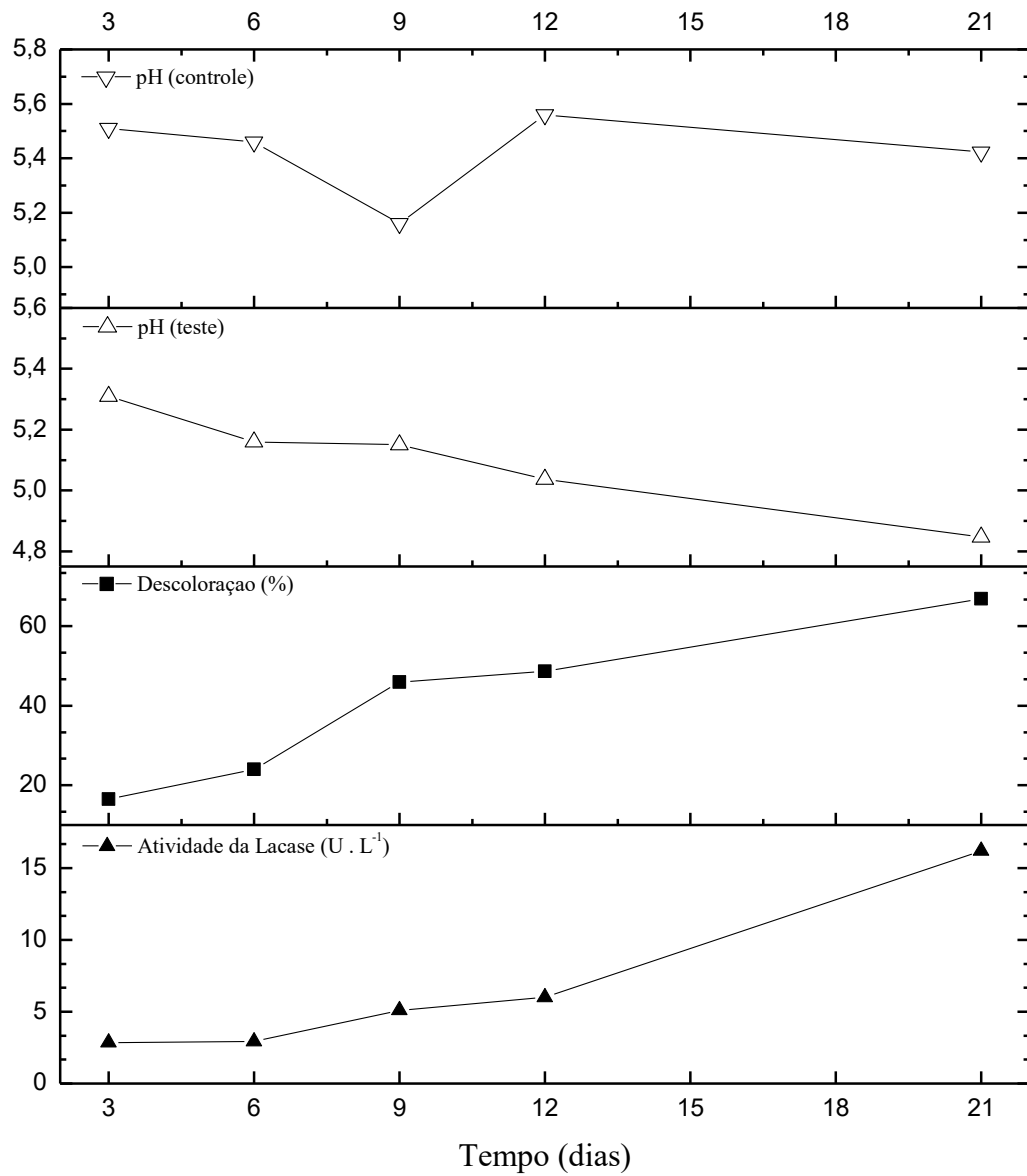 3 6 9 12 15 18 21
5,8
pH (controle)
5,6
5,4
5,2
5,0
5,6
pH (teste)
5,4
5,2
5,0
4,8
Descoloraçao (%)
60
40
20
Atividade da Lacase (U . L⁻¹)
15
10
5
0
3 6 9 12 15 18 21
Tempo (dias)